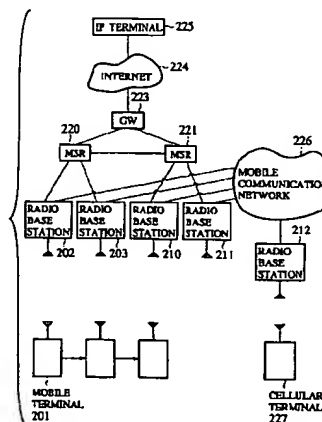 IP TERMINAL
225
INTERNET
224
223
GW
220
221
MSR
MSR
226
MOBILE
COMMUNICATION
NETWORK
RADIO
BASE
STATION
RADIO
BASE
STATION
RADIO
BASE
STATION
RADIO
BASE
STATION
202
203
210
211
212
RADIO
BASE
STATION
MOBILE
TERMINAL
201
CELLULAR
TERMINAL
227